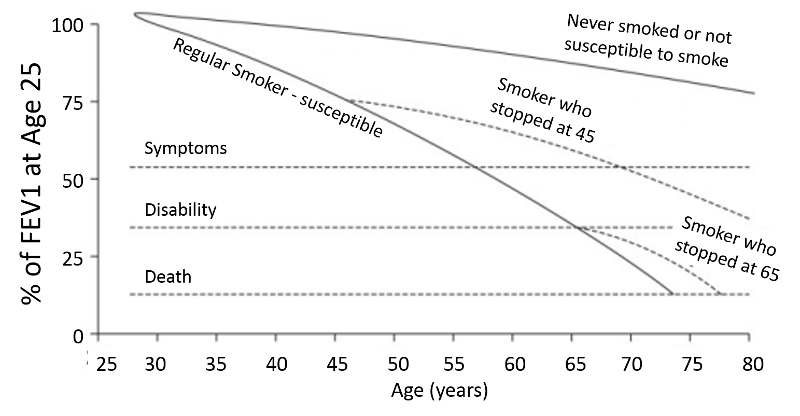 Never smoked or not
susceptible to smoke
Regular Smoker - susceptible
Smoker who
stopped at 45
Symptoms
Disability
Smoker who
stopped at 65
Death
% of FEV1 at Age 25
100
75
50
25
0
25 30 35 40 45 50 55 60 65 70 75 80
Age (years)